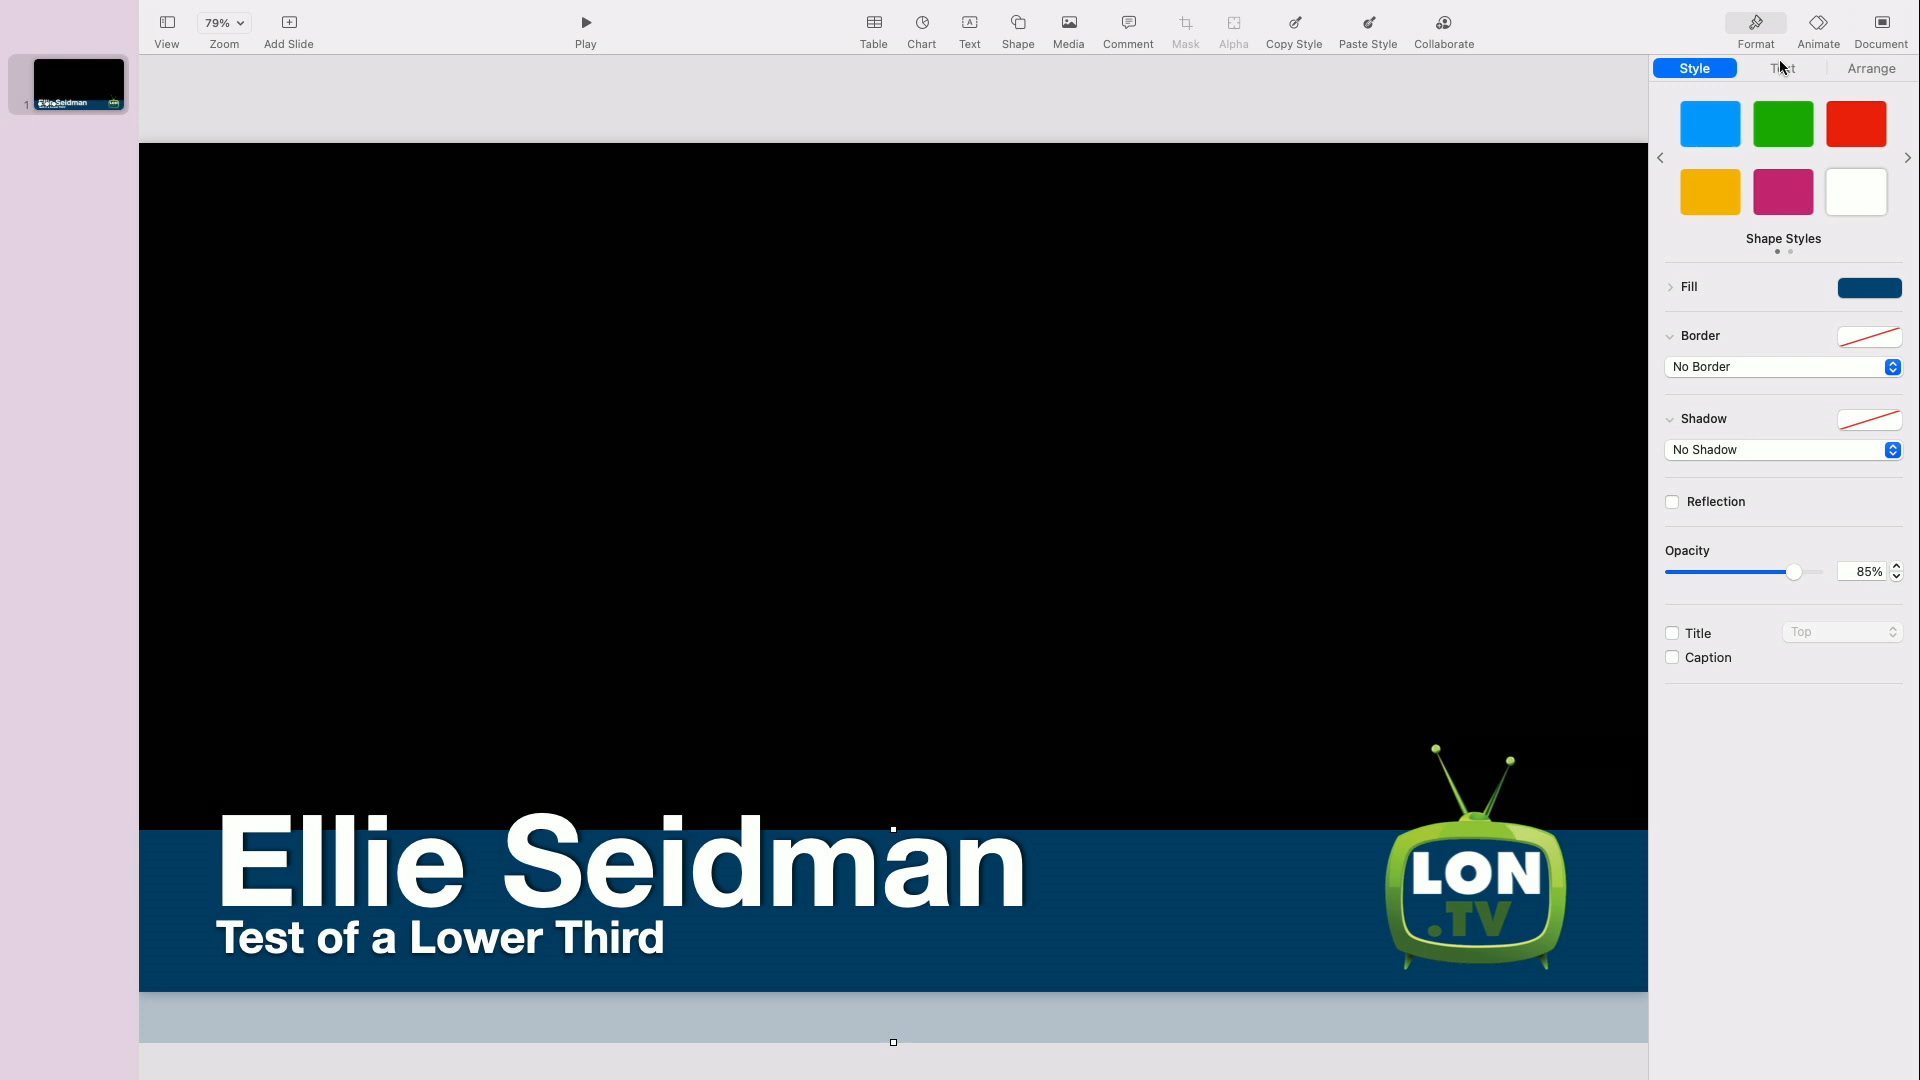 79%
View
Zoom
Add Slide
Play
Table
Chart
Text
Shape
Media
Comment
Mask
Alpha
Copy Style
Paste Style
Collaborate
Format
Animate
Document
Style
Arrange
1
Ellie Seidman
Shape Styles
Fill
Border
No Border
Shadow
No Shadow
Reflection
Opacity
85%
Title
Top
Caption
Ellie Seidman
Test of a Lower Third
LON
.TV